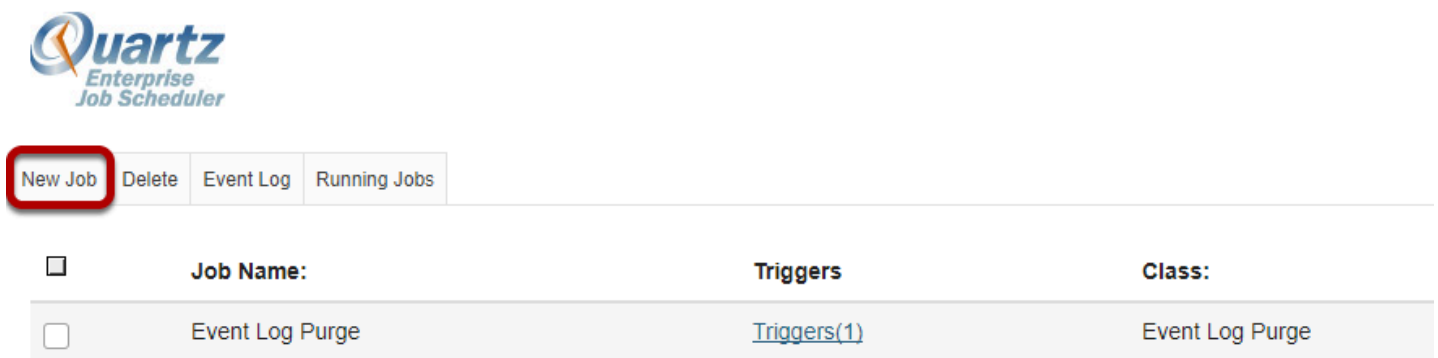 Quartz
Enterprise
Job Scheduler
New Job Delete Event Log Running Jobs
Job Name: Triggers Class:
Event Log Purge Triggers(1) Event Log Purge